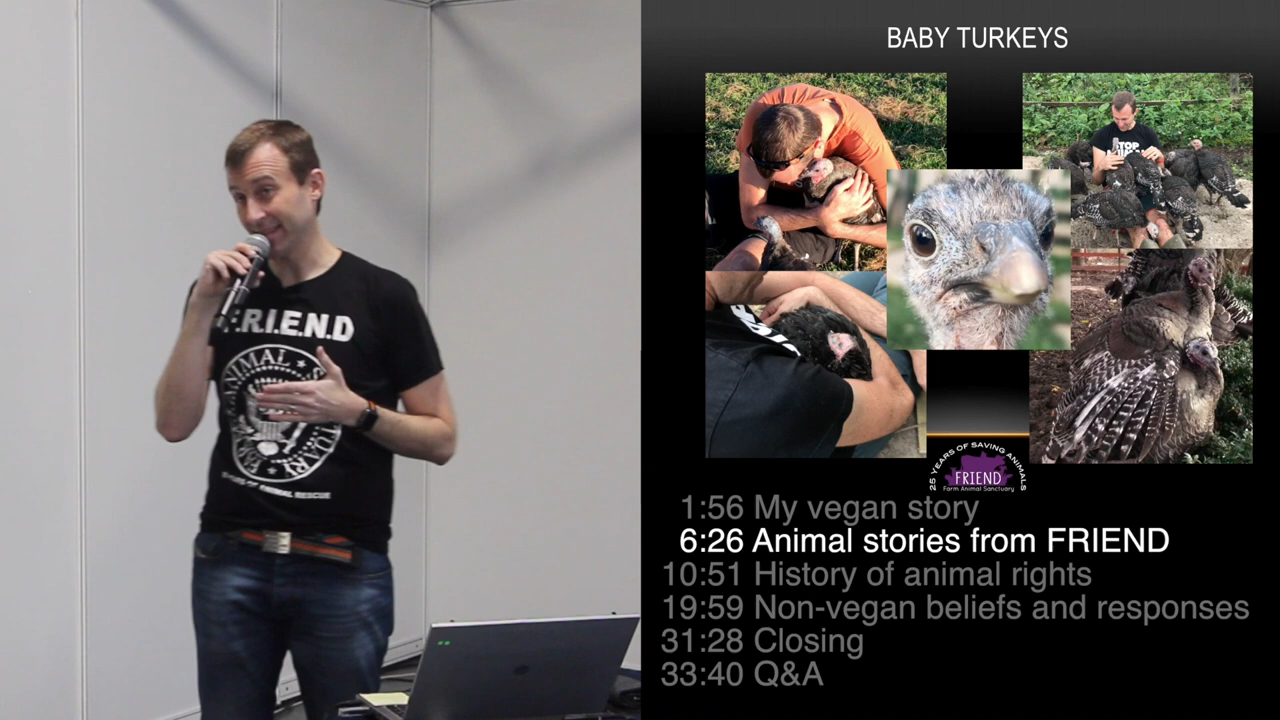 BABY TURKEYS
F.R.I.E.N.D
ANIMAL
25 YEARS OF SAVING ANIMALS
FRIEND
Farm Animal Sanctuary
1:56 My vegan story
6:26 Animal stories from FRIEND
10:51 History of animal rights
19:59 Non-vegan beliefs and responses
31:28 Closing
33:40 Q&A